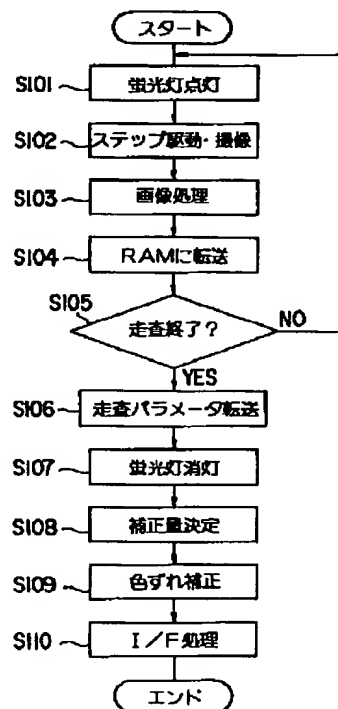 スタート
S101 蛍光灯点灯
S102 ステップ駆動・撮像
S103 画像処理
S104 RAMに転送
S105 走査終了? NO
YES
S106 走査パラメータ転送
S107 蛍光灯消灯
S108 補正量決定
S109 色ずれ補正
S110 I/F処理
エンド